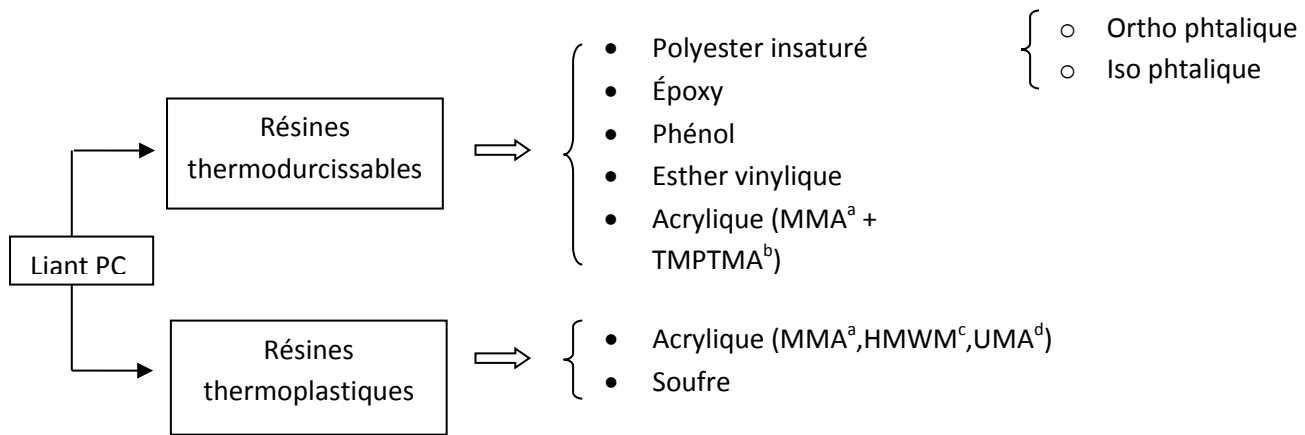 Liant PC
Résines
thermodurcissables
• Polyester insaturé
• Époxy
• Phénol
• Esther vinylique
• Acrylique (MMAᵃ +
TMPTMAᵇ)
o Ortho phtalique
o Iso phtalique
Résines
thermoplastiques
• Acrylique (MMAᵃ,HMWMᶜ,UMAᵈ)
• Soufre